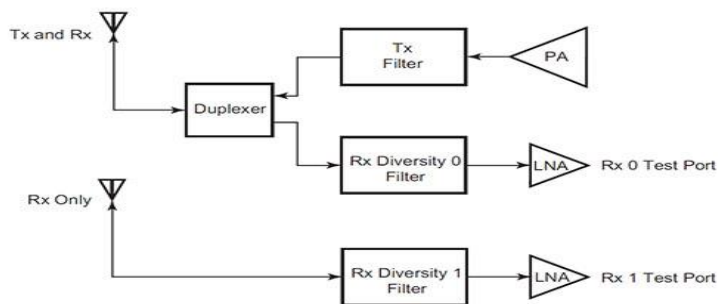 Tx and Rx
Tx
Filter
PA
Duplexer
Rx Diversity 0
Filter
LNA
Rx 0 Test Port
Rx Only
Rx Diversity 1
Filter
LNA
Rx 1 Test Port